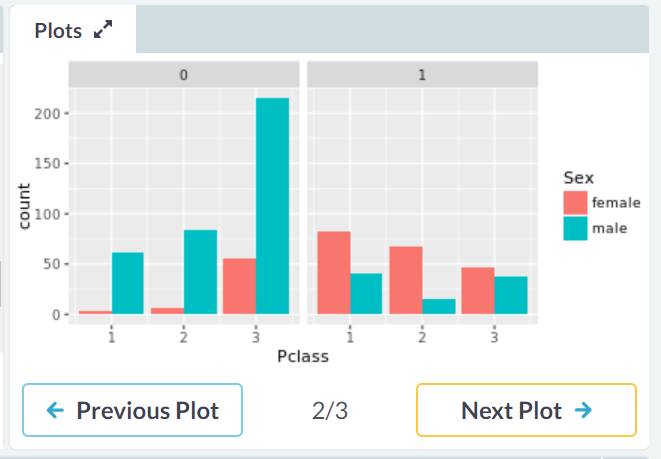 Plots
0 1
200
150
100
50
0
count
1 2 3 1 2 3
Pclass
Sex
female
male
Previous Plot 2/3 Next Plot